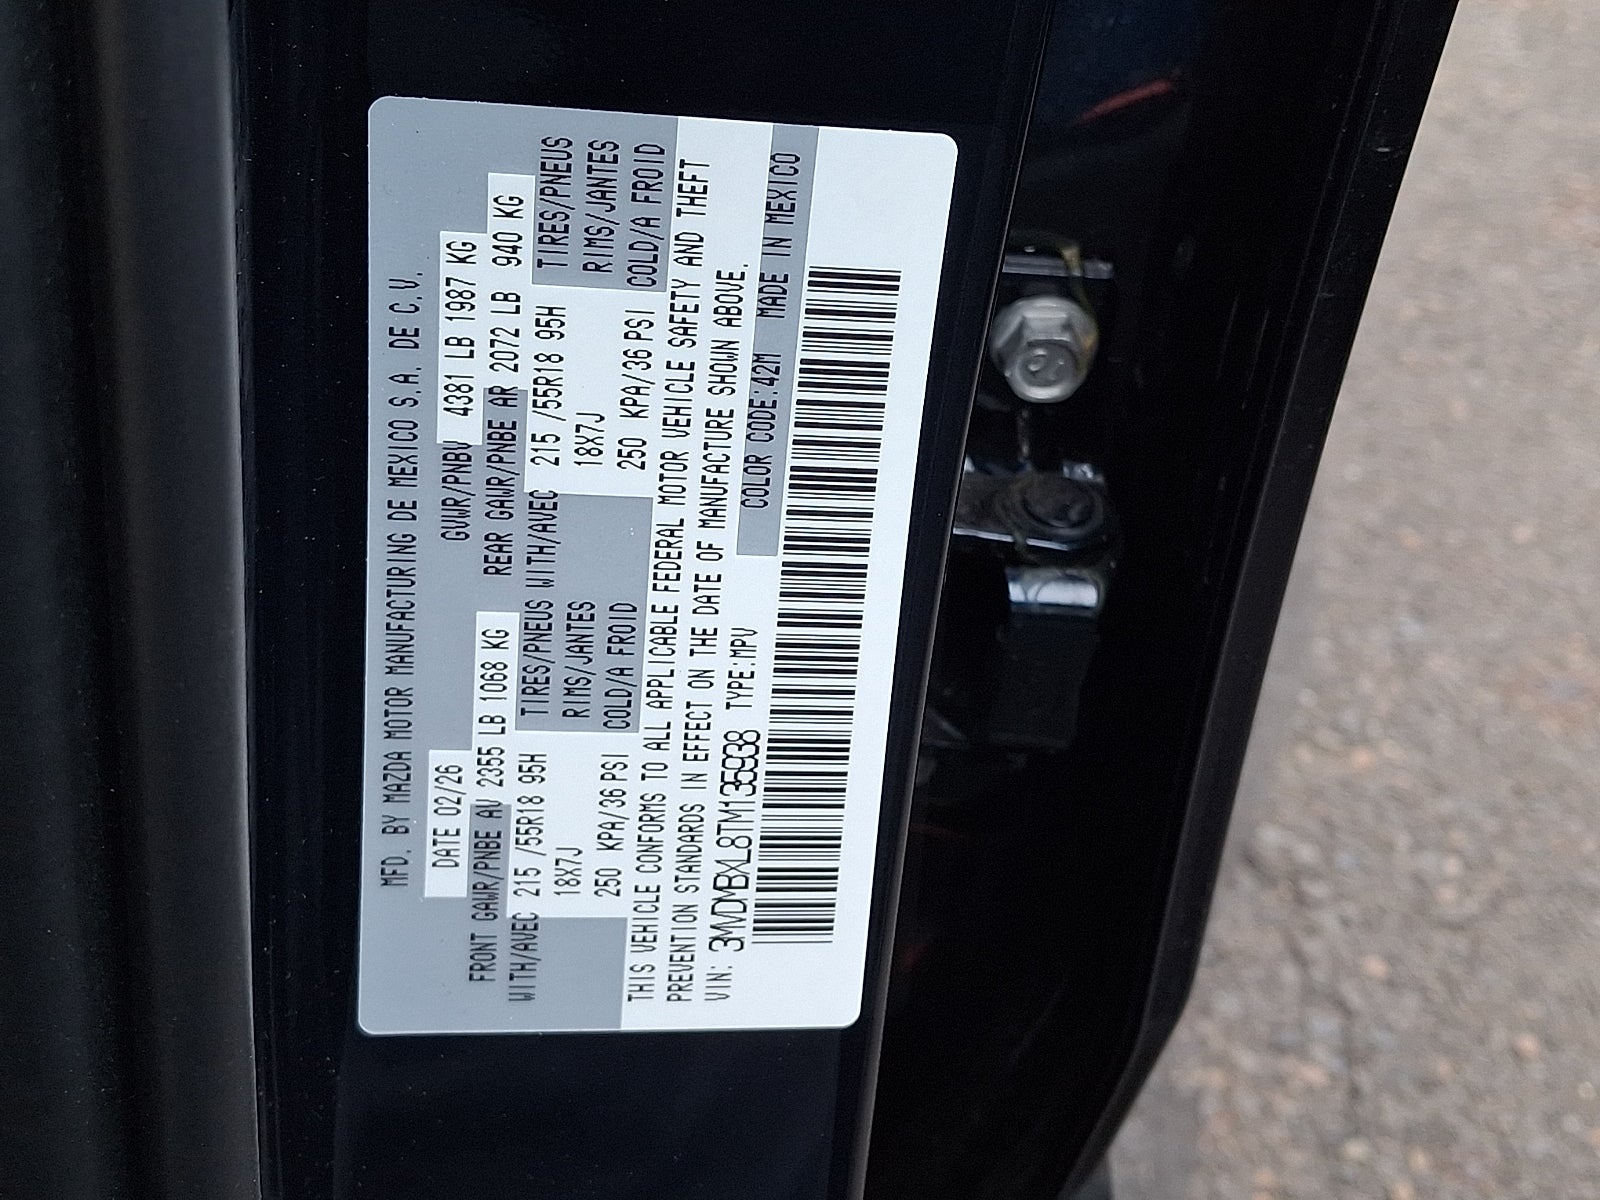 MFD. BY MAZDA MOTOR MANUFACTURING DE MEXICO S.A. DE C.V.
DATE 02/26 GVWR/PNBV 4381 LB 1987 KG
FRONT GAWR/PNBE AV 2355 LB 1068 KG REAR GAWR/PNBE AR 2072 LB 940 KG
WITH/AVEC 215 /55R18 95H TIRES/PNEUS WITH/AVEC 215 /55R18 95H TIRES/PNEUS
18X7J RIMS/JANTES 18X7J RIMS/JANTES
250 KPA/36 PSI COLD/A FROID 250 KPA/36 PSI COLD/A FROID
THIS VEHICLE CONFORMS TO ALL APPLICABLE FEDERAL MOTOR VEHICLE SAFETY AND THEFT
PREVENTION STANDARDS IN EFFECT ON THE DATE OF MANUFACTURE SHOWN ABOVE.
VIN: 3MVDMBXL8TM135938 TYPE:MPV COLOR CODE:42M MADE IN MEXICO